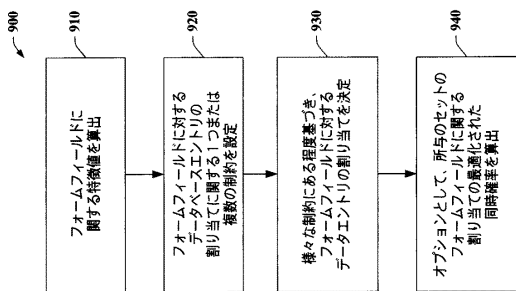 900
910
フォームフィールドに
関する特徴値を算出
920
フォームフィールドに対する
データベースエントリの
割り当てに関する1つまたは
複数の制約を設定
930
様々な制約にある程度基づき、
フォームフィールドに対する
データエントリの割り当てを決定
940
オプションとして、所与のセットの
フォームフィールドに関する
割り当ての最適化された
同時確率を算出